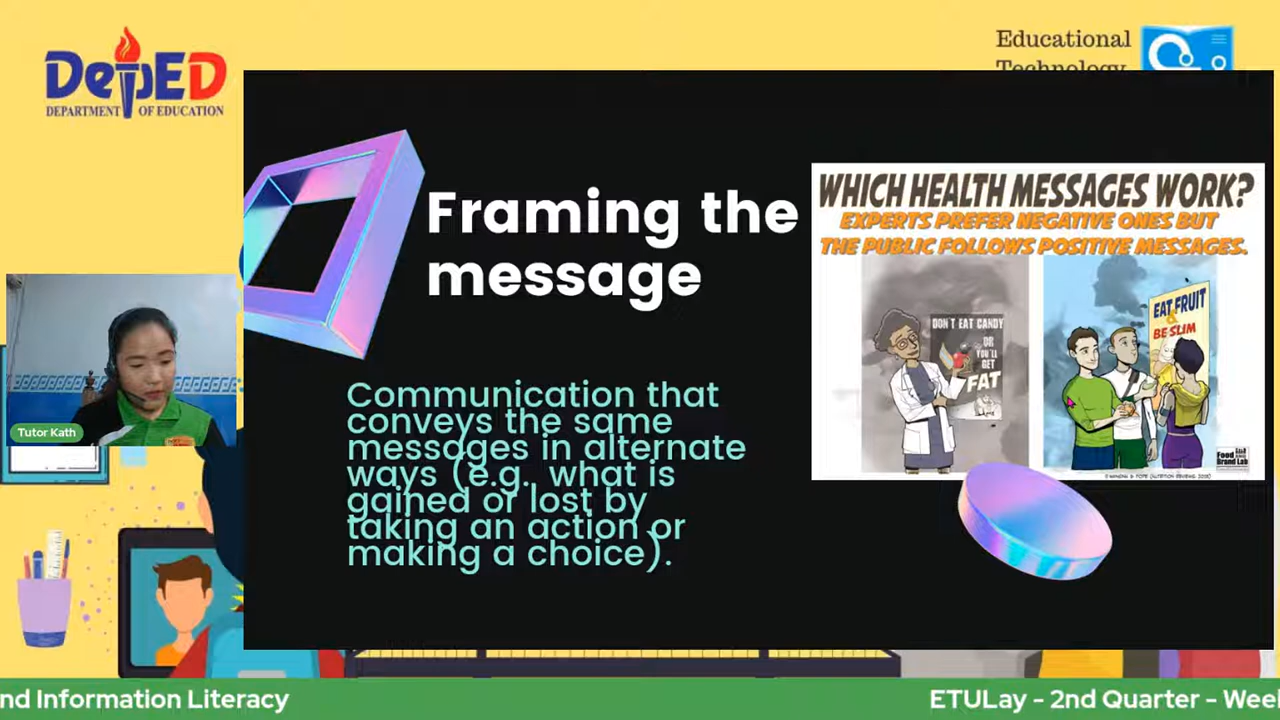 DepED
DEPARTMENT OF EDUCATION
Educational
Technology
Framing the
message
Communication that
conveys the same
messages in alternate
ways (e.g. what is
gained or lost by
taking an action or
making a choice).
WHICH HEALTH MESSAGES WORK?
EXPERTS PREFER NEGATIVE ONES BUT
THE PUBLIC FOLLOWS POSITIVE MESSAGES.
DON'T EAT CANDY
OR
YOU'LL
GET
FAT
EAT FRUIT
&
BE SLIM
Food and
Brand Lab
Tutor Kath
nd Information Literacy
ETULay - 2nd Quarter - Week